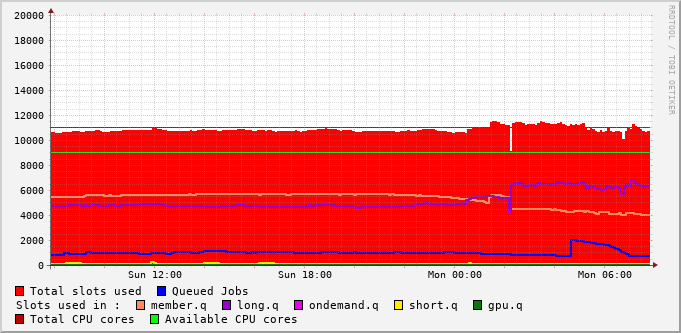 20000
18000
16000
14000
12000
10000
8000
6000
4000
2000
0
Sun 12:00 Sun 18:00 Mon 00:00 Mon 06:00
Total slots used Queued Jobs
Slots used in : member.q long.q ondemand.q short.q gpu.q
Total CPU cores Available CPU cores
RRDTOOL / TOBI OETIKER